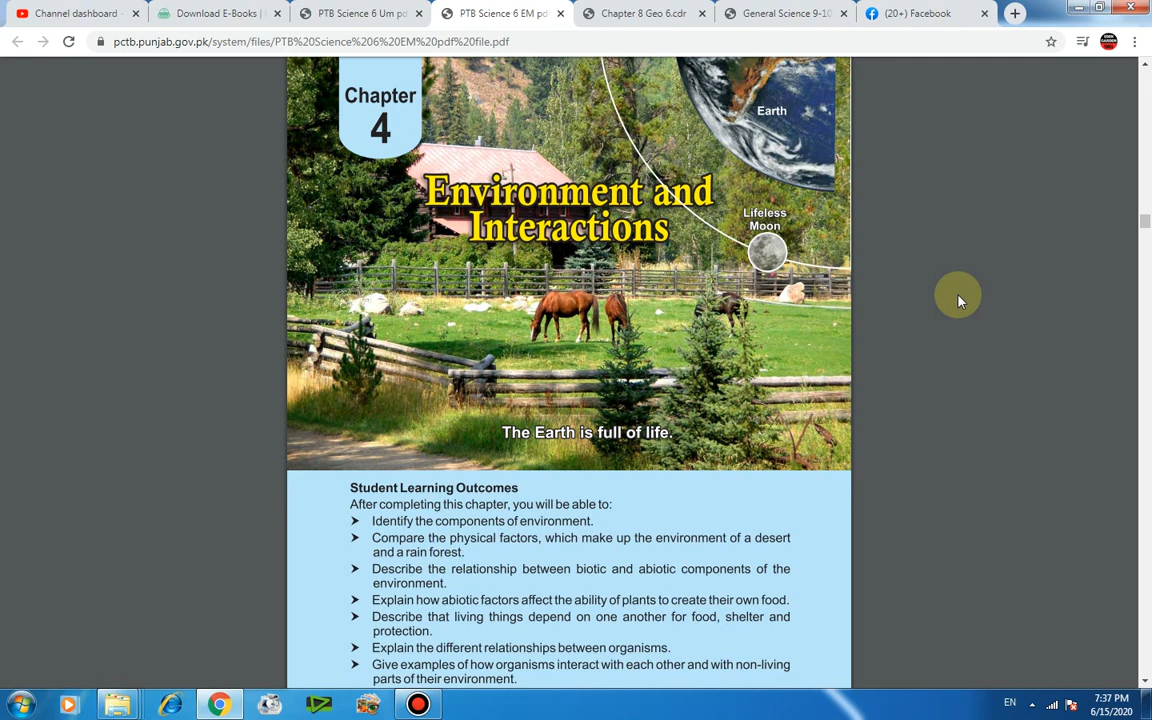 Channel dashboard -
Download E-Books |
PTB Science 6 Um pd
PTB Science 6 EM pd
Chapter 8 Geo 6.cdr
General Science 9-10
(20+) Facebook
pctb.punjab.gov.pk/system/files/PTB%20Science%206%20EM%20pdf%20file.pdf
Chapter
4
Earth
Environment and
Interactions
Lifeless
Moon
The Earth is full of life.
Student Learning Outcomes
After completing this chapter, you will be able to:
➤ Identify the components of environment.
➤ Compare the physical factors, which make up the environment of a desert
and a rain forest.
➤ Describe the relationship between biotic and abiotic components of the
environment.
➤ Explain how abiotic factors affect the ability of plants to create their own food.
➤ Describe that living things depend on one another for food, shelter and
protection.
➤ Explain the different relationships between organisms.
➤ Give examples of how organisms interact with each other and with non-living
parts of their environment.
EN
7:37 PM
6/15/2020